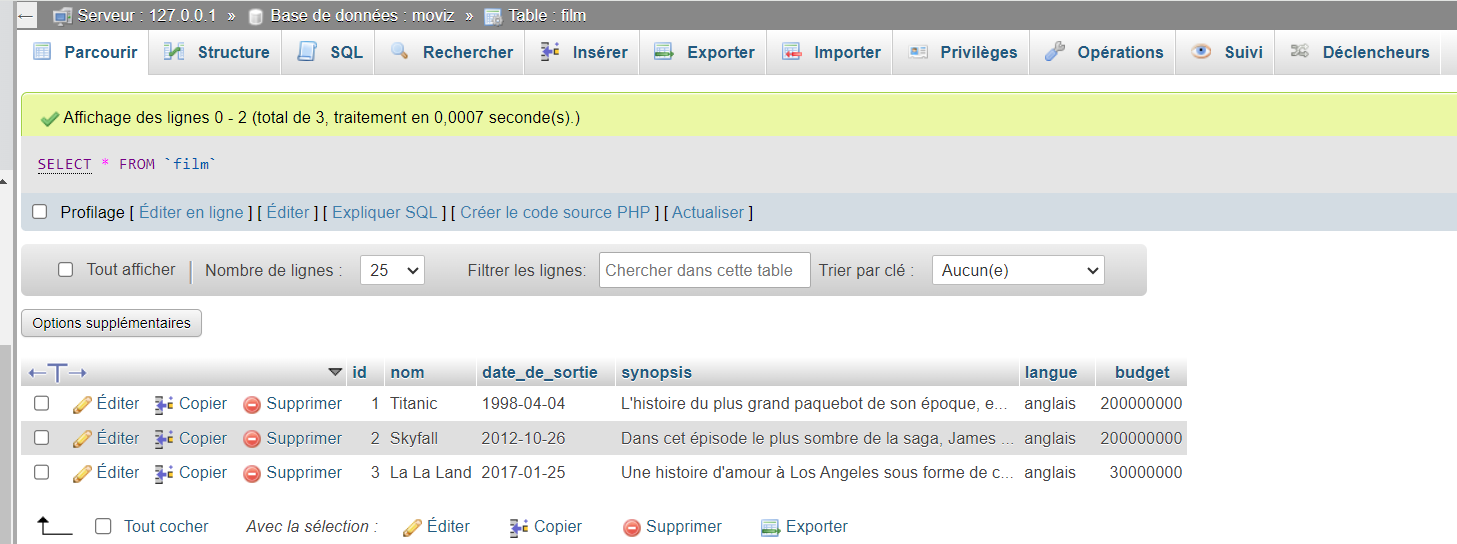 Serveur : 127.0.0.1 » Base de données : moviz » Table : film
Parcourir Structure SQL Rechercher Insérer Exporter Importer Privilèges Opérations Suivi Déclencheurs
Affichage des lignes 0 - 2 (total de 3, traitement en 0,0007 seconde(s).)
SELECT * FROM `film`
Profilage [ Éditer en ligne ] [ Éditer ] [ Expliquer SQL ] [ Créer le code source PHP ] [ Actualiser ]
Tout afficher Nombre de lignes : 25 Filtrer les lignes: Chercher dans cette table Trier par clé : Aucun(e)
Options supplémentaires
id nom date_de_sortie synopsis langue budget
Éditer Copier Supprimer 1 Titanic 1998-04-04 L'histoire du plus grand paquebot de son époque, e... anglais 200000000
Éditer Copier Supprimer 2 Skyfall 2012-10-26 Dans cet épisode le plus sombre de la saga, James ... anglais 200000000
Éditer Copier Supprimer 3 La La Land 2017-01-25 Une histoire d'amour à Los Angeles sous forme de c... anglais 30000000
Tout cocher Avec la sélection : Éditer Copier Supprimer Exporter